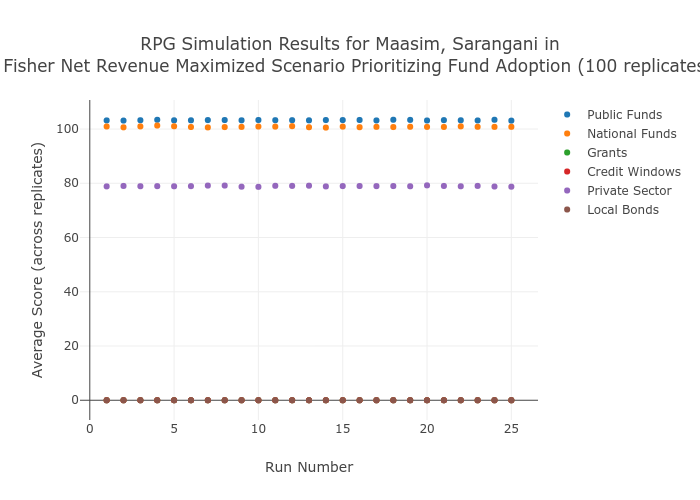 RPG Simulation Results for Maasim, Sarangani in
Fisher Net Revenue Maximized Scenario Prioritizing Fund Adoption (100 replicates
Average Score (across replicates)
100
80
60
40
20
0
0
5
10
15
20
25
Run Number
Public Funds
National Funds
Grants
Credit Windows
Private Sector
Local Bonds